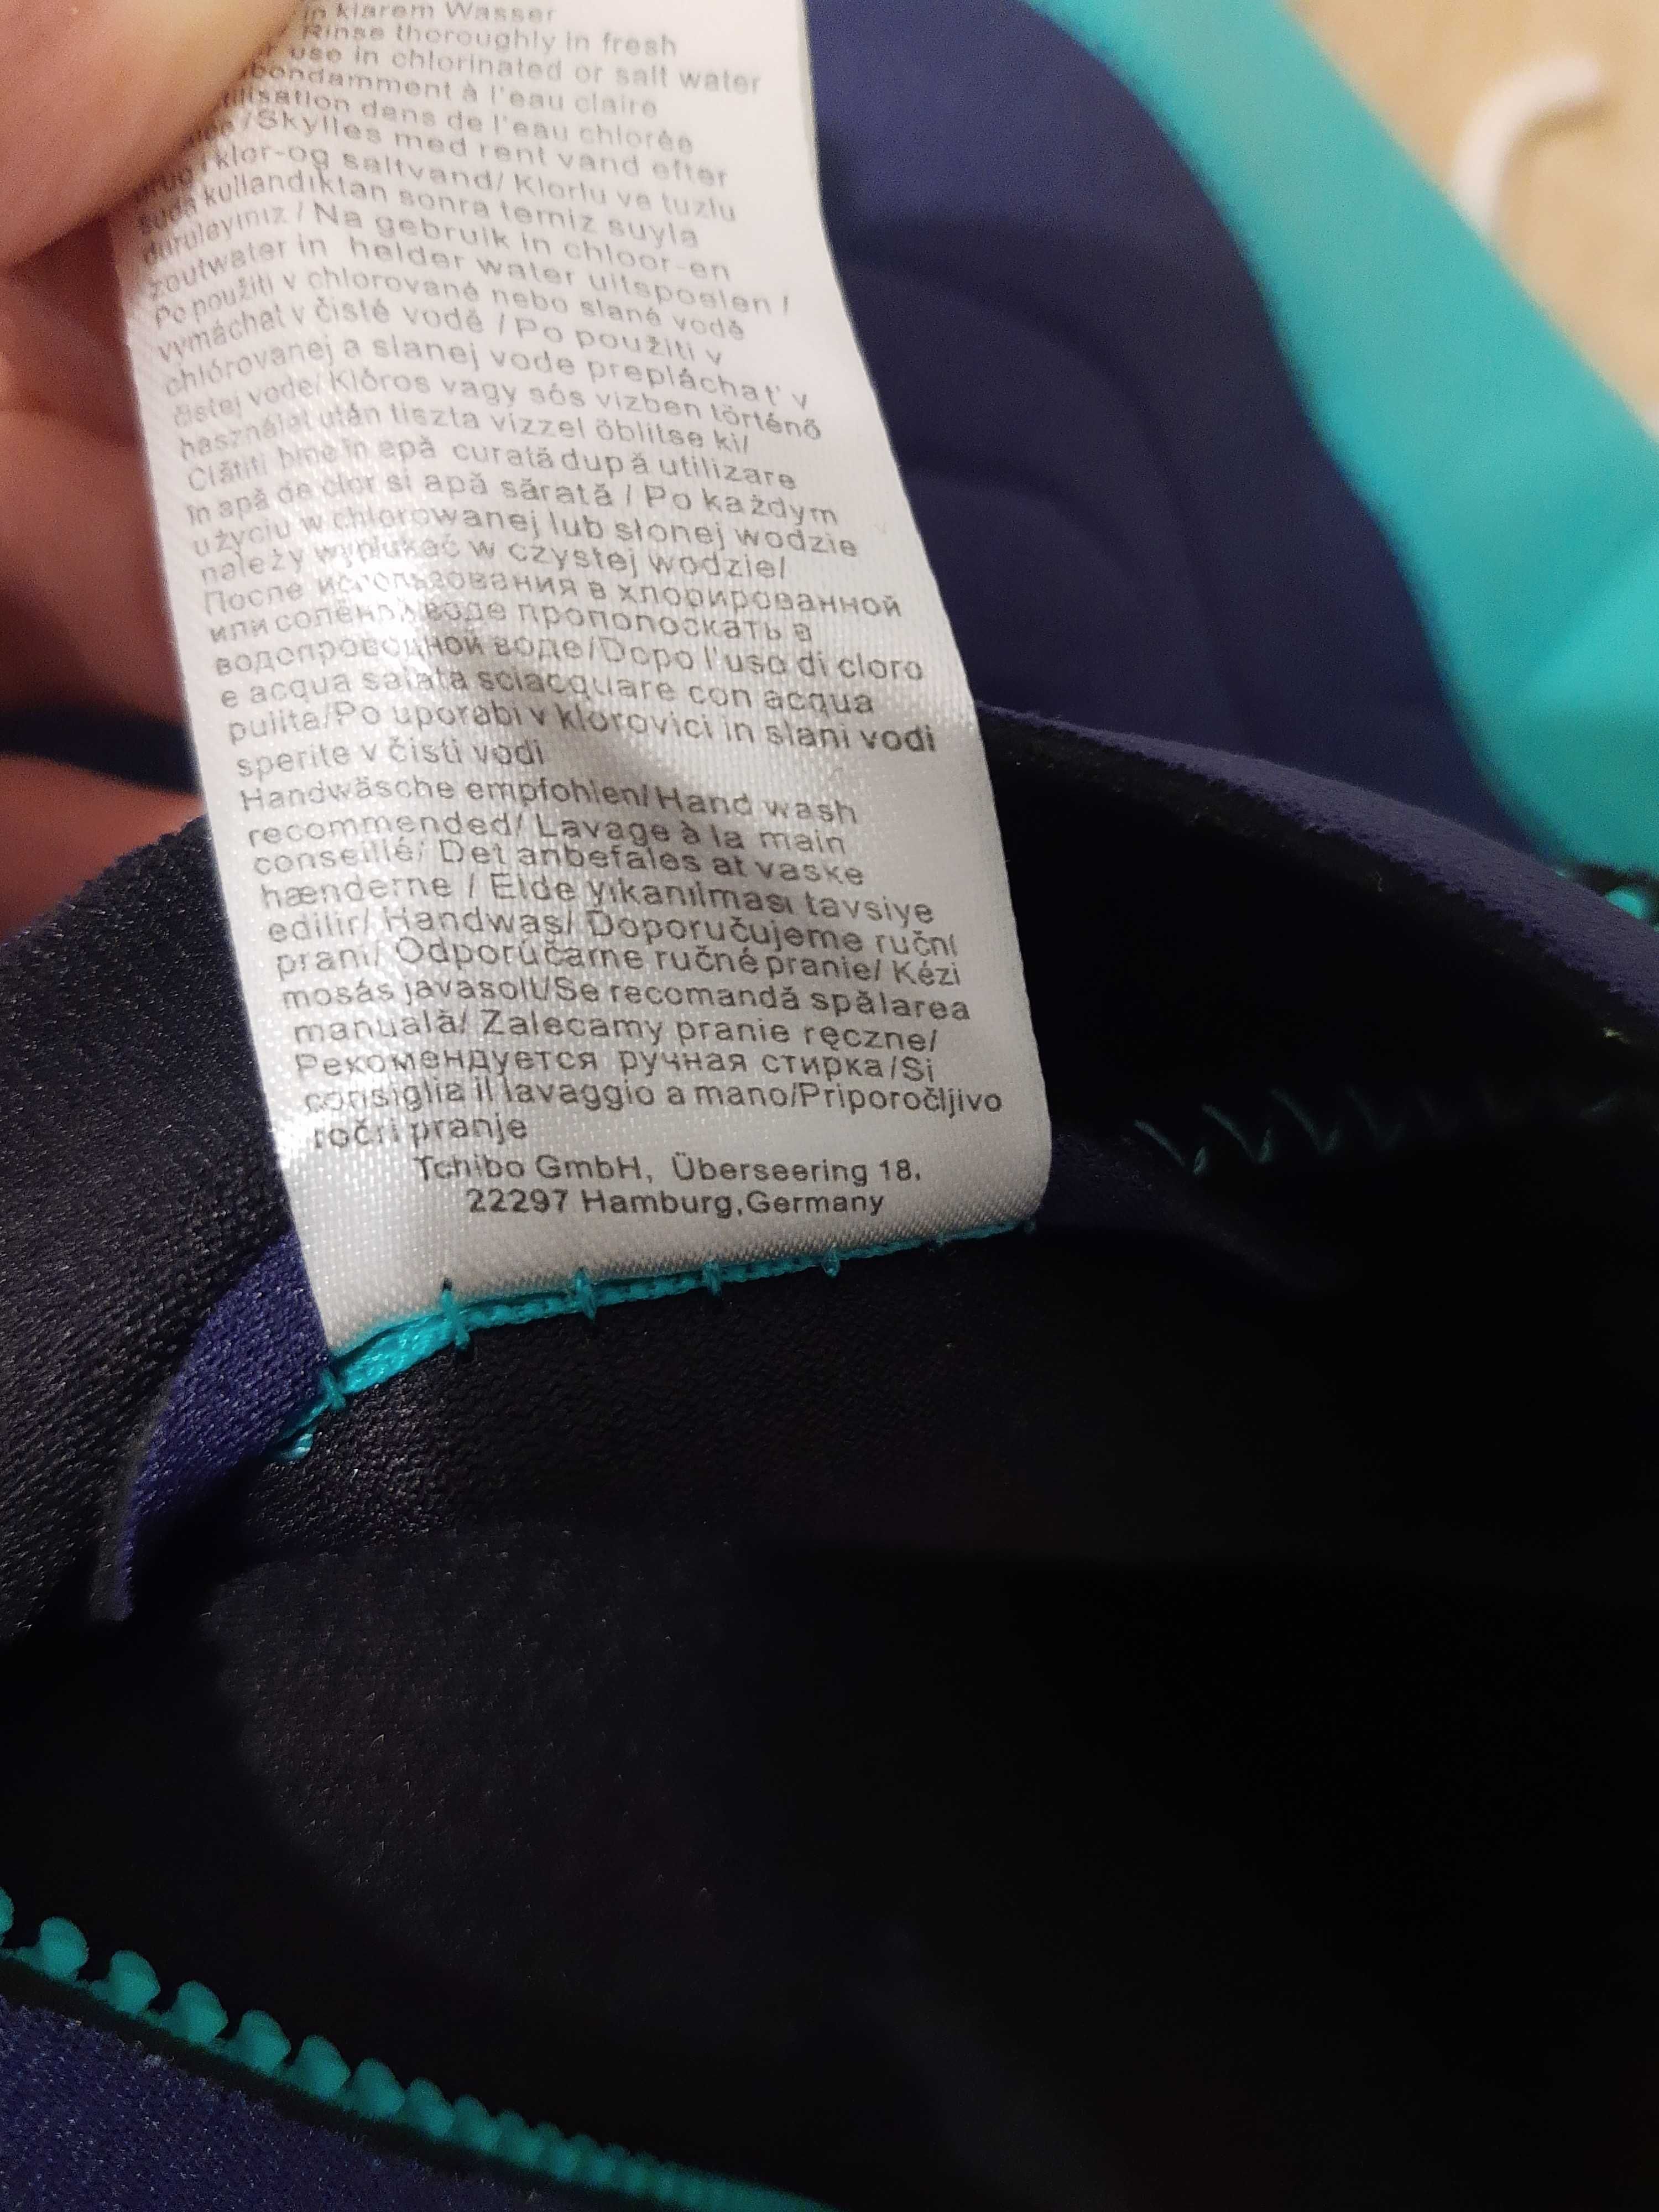 in klarem Wasser
Rinse thoroughly in fresh
use in chlorinated or salt water
abondamment à l'eau claire
utilisation dans de l'eau chlorée
/Skylles med rent vand efter
klor-og saltvand/ Klorlu ve tuzlu
suda kullandıktan sonra temiz suyla
durulayınız / Na gebruik in chloor-en
zoutwater in helder water uitspoelen /
Po použití v chlorované nebo slané vodě
vymáchat v čisté vodě / Po použití v
chlórovanej a slanej vode prepláchať v
čistej vode/ Klóros vagy sós vízben történő
használat után tiszta vízzel öblítse ki/
Clătiti bine în apă curată după utilizare
în apă de clor si apă sărată / Po każdym
użyciu w chlorowanej lub słonej wodzie
należy wypłukać w czystej wodzie/
После использования в хлорированной
или солёной воде прополоскать в
водопроводной воде/Dopo l'uso di cloro
e acqua salata sciacquare con acqua
pulita/Po uporabi v klorovici in slani vodi
sperite v čisti vodi
Handwäsche empfohlen/ Hand wash
recommended/ Lavage à la main
conseillé/ Det anbefales at vaske
hænderne / Elde yıkanılması tavsiye
edilir/ Handwas/ Doporučujeme ruční
praní/ Odporúčame ručné pranie/ Kézi
mosás javasolt/Se recomandă spălarea
manuală/ Zalecamy pranie ręczne/
Рекомендуется ручная стирка/Si
consiglia il lavaggio a mano/Priporočljivo
ročri pranje
Tchibo GmbH, Überseering 18,
22297 Hamburg,Germany